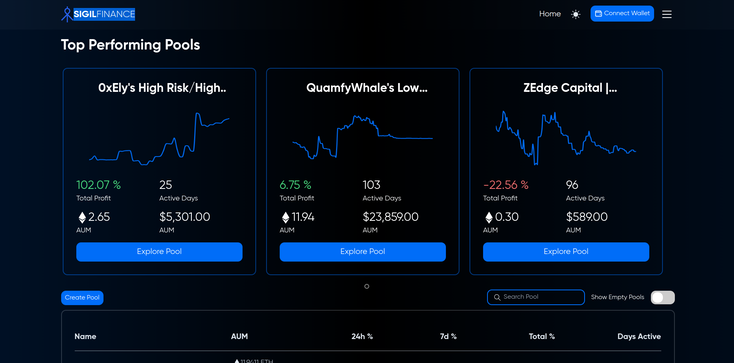 SIGILFINANCE
Home
Connect Wallet
Top Performing Pools
0xEly's High Risk/High..
QuamfyWhale's Low...
ZEdge Capital |...
102.07 %
25
6.75 %
103
-22.56 %
96
Total Profit
Active Days
Total Profit
Active Days
Total Profit
Active Days
2.65
$5,301.00
11.94
$23,859.00
0.30
$589.00
AUM
AUM
AUM
AUM
AUM
AUM
Explore Pool
Explore Pool
Explore Pool
Create Pool
Search Pool
Show Empty Pools
Name
AUM
24h %
7d %
Total %
Days Active